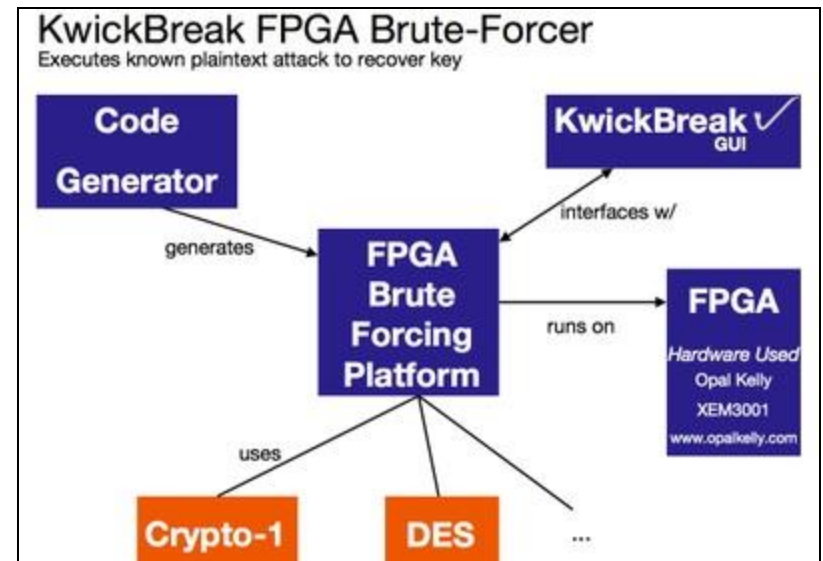 KwickBreak FPGA Brute-Forcer
Executes known plaintext attack to recover key
Code
Generator
KwickBreak
GUI
generates
interfaces w/
FPGA
Brute
Forcing
Platform
runs on
FPGA
Hardware Used
Opal Kelly
XEM3001
www.opalkelly.com
uses
Crypto-1
DES
...